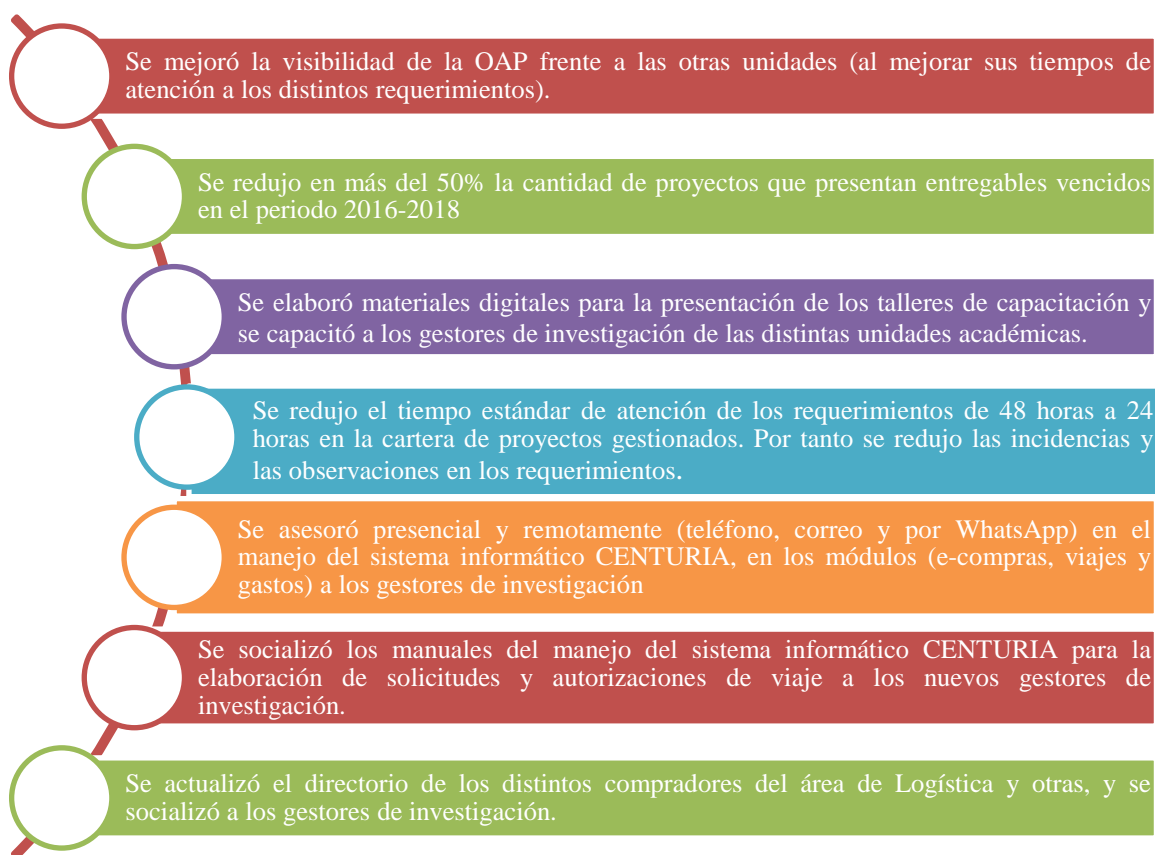 Se mejoró la visibilidad de la OAP frente a las otras unidades (al mejorar sus tiempos de
atención a los distintos requerimientos).
Se redujo en más del 50% la cantidad de proyectos que presentan entregables vencidos
en el periodo 2016-2018
Se elaboró materiales digitales para la presentación de los talleres de capacitación y
se capacitó a los gestores de investigación de las distintas unidades académicas.
Se redujo el tiempo estándar de atención de los requerimientos de 48 horas a 24
horas en la cartera de proyectos gestionados. Por tanto se redujo las incidencias y
las observaciones en los requerimientos.
Se asesoró presencial y remotamente (teléfono, correo y por WhatsApp) en el
manejo del sistema informático CENTURIA, en los módulos (e-compras, viajes y
gastos) a los gestores de investigación
Se socializó los manuales del manejo del sistema informático CENTURIA para la
elaboración de solicitudes y autorizaciones de viaje a los nuevos gestores de
investigación.
Se actualizó el directorio de los distintos compradores del área de Logística y otras, y se
socializó a los gestores de investigación.